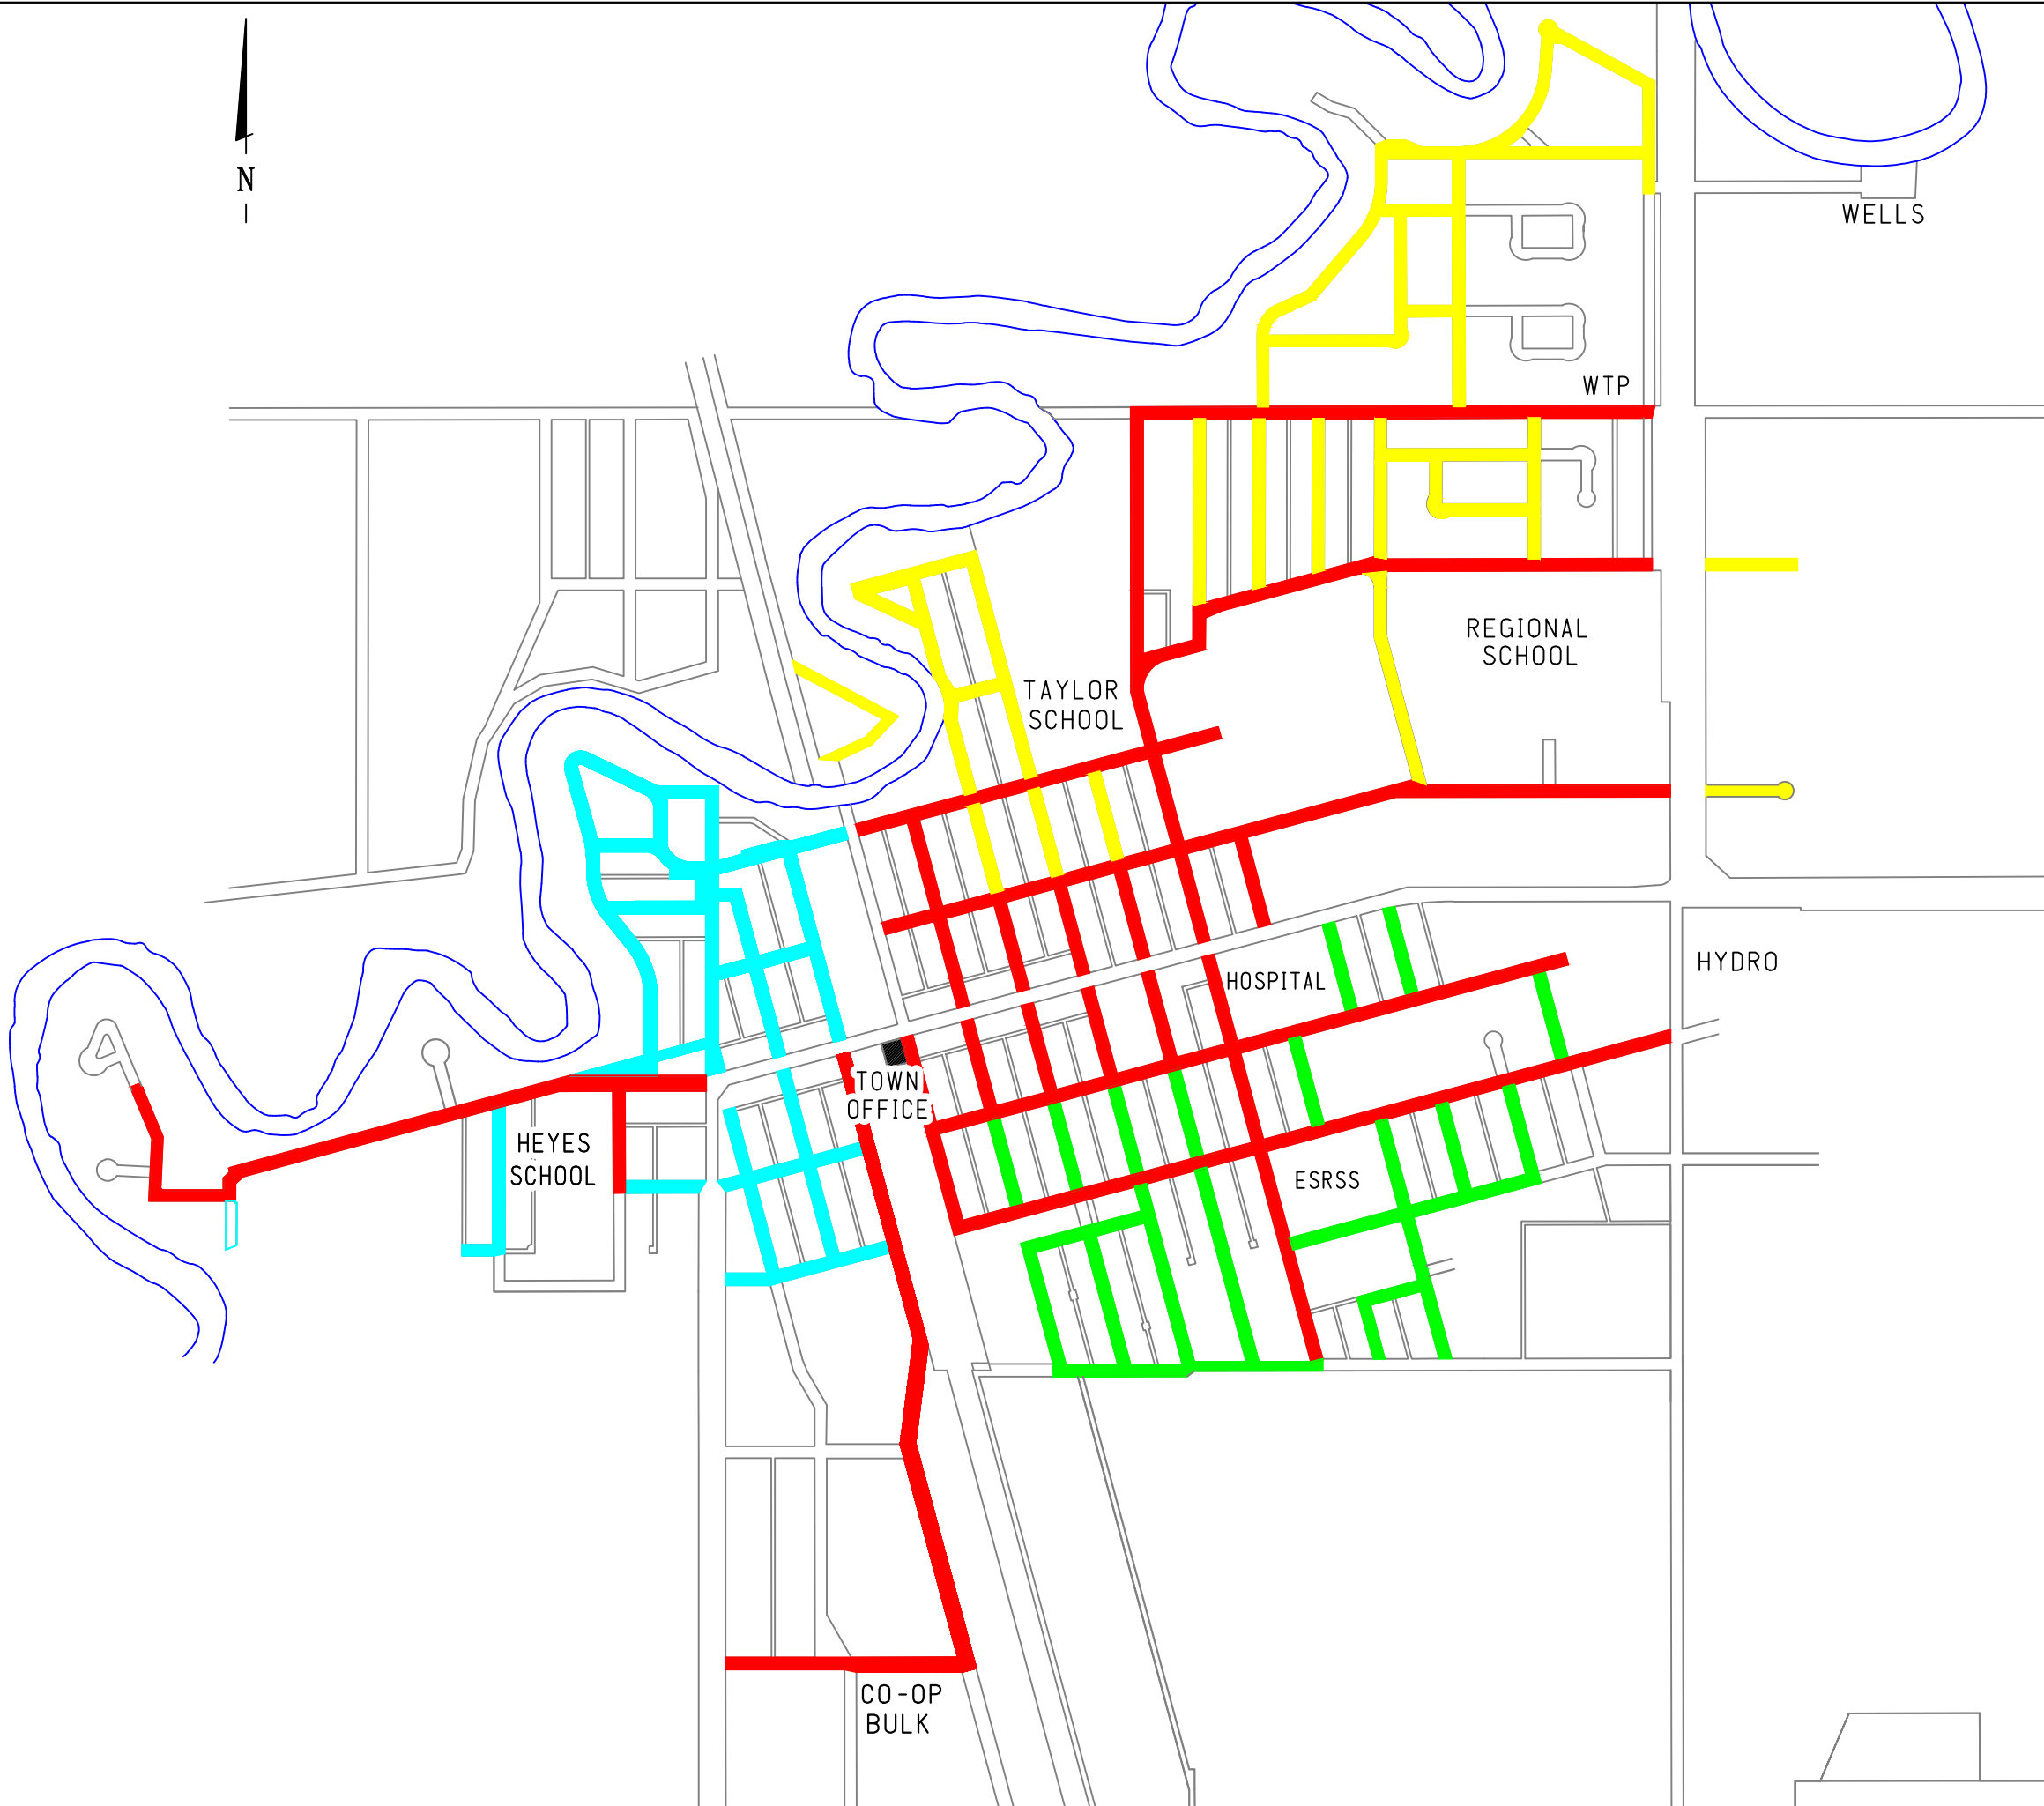 N
WELLS
WTP
REGIONAL
SCHOOL
TAYLOR
SCHOOL
HYDRO
HOSPITAL
TOWN
OFFICE
HEYES
SCHOOL
ESRSS
CO-OP
BULK